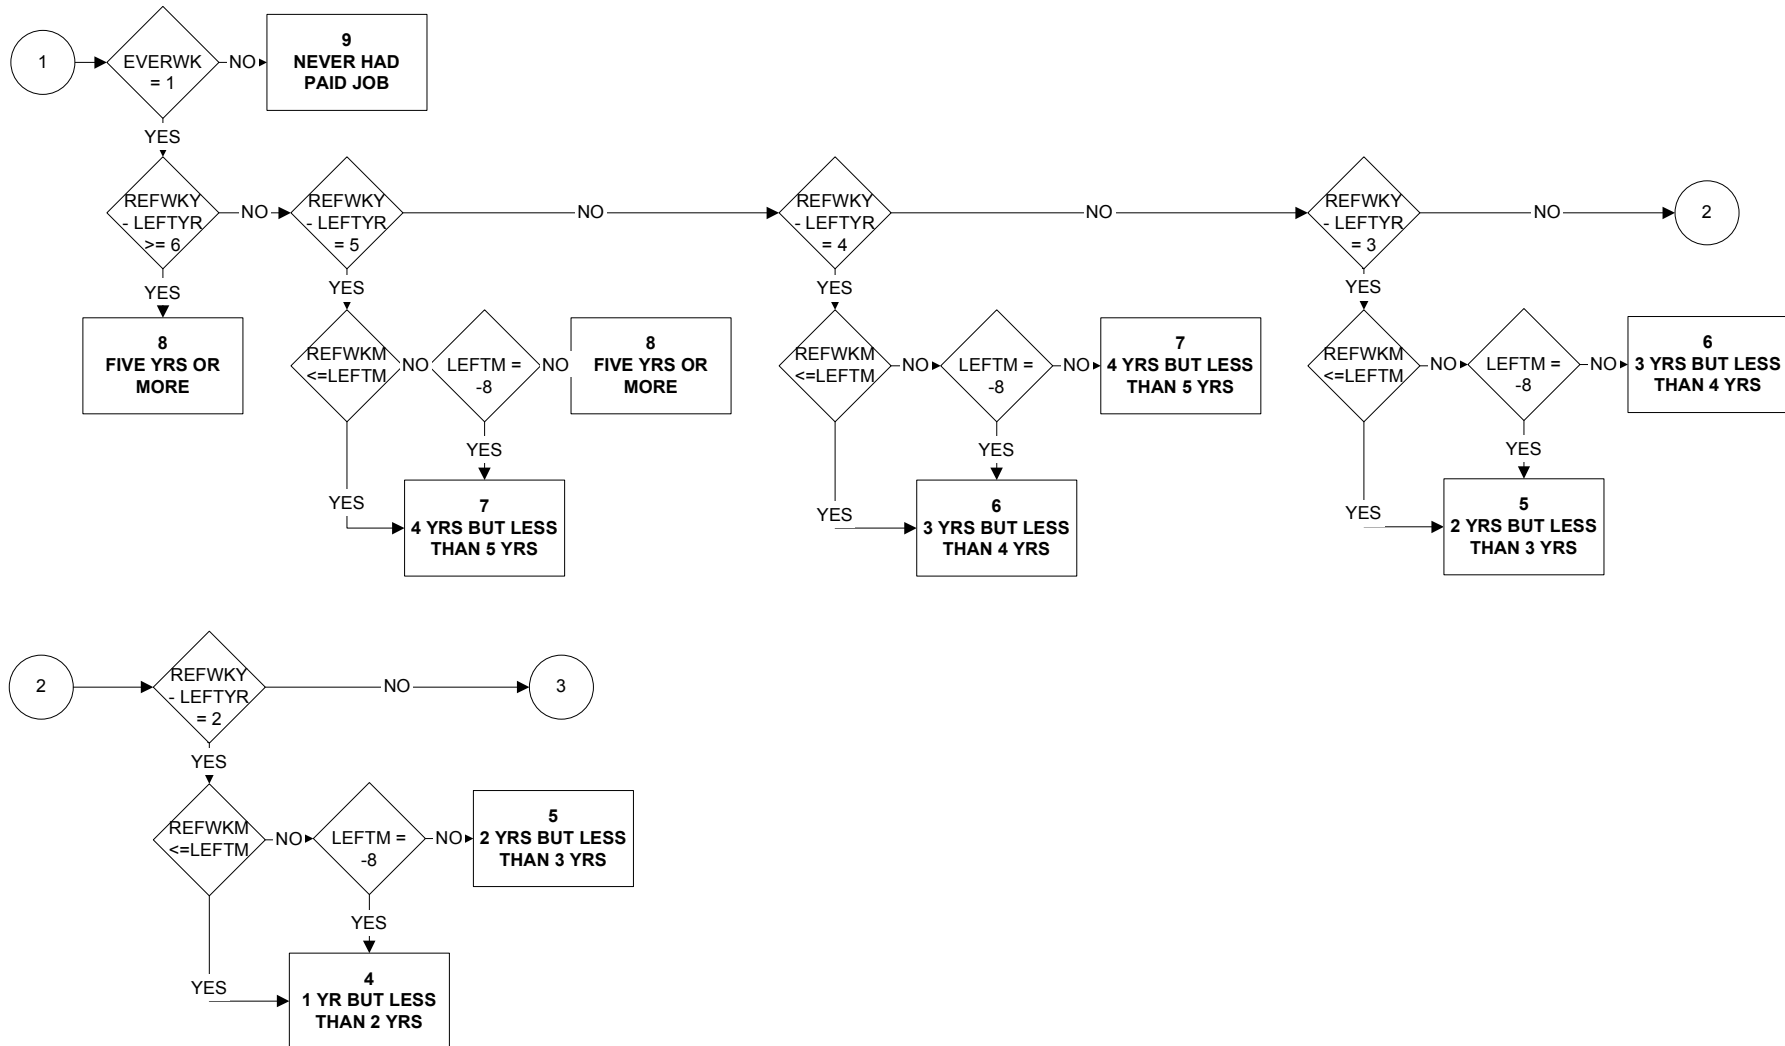 1
EVERWK
= 1
NO
9
NEVER HAD
PAID JOB
YES
REFWKY
- LEFTYR
>= 6
NO
REFWKY
- LEFTYR
= 5
NO
REFWKY
- LEFTYR
= 4
NO
REFWKY
- LEFTYR
= 3
NO
2
YES
YES
YES
YES
8
FIVE YRS OR
MORE
REFWKM
<=LEFTM
NO
LEFTM =
-8
NO
8
FIVE YRS OR
MORE
REFWKM
<=LEFTM
NO
LEFTM =
-8
NO
7
4 YRS BUT LESS
THAN 5 YRS
REFWKM
<=LEFTM
NO
LEFTM =
-8
NO
6
3 YRS BUT LESS
THAN 4 YRS
YES
YES
YES
YES
7
4 YRS BUT LESS
THAN 5 YRS
YES
6
3 YRS BUT LESS
THAN 4 YRS
YES
5
2 YRS BUT LESS
THAN 3 YRS
2
REFWKY
- LEFTYR
= 2
NO
3
YES
REFWKM
<=LEFTM
NO
LEFTM =
-8
NO
5
2 YRS BUT LESS
THAN 3 YRS
YES
YES
4
1 YR BUT LESS
THAN 2 YRS